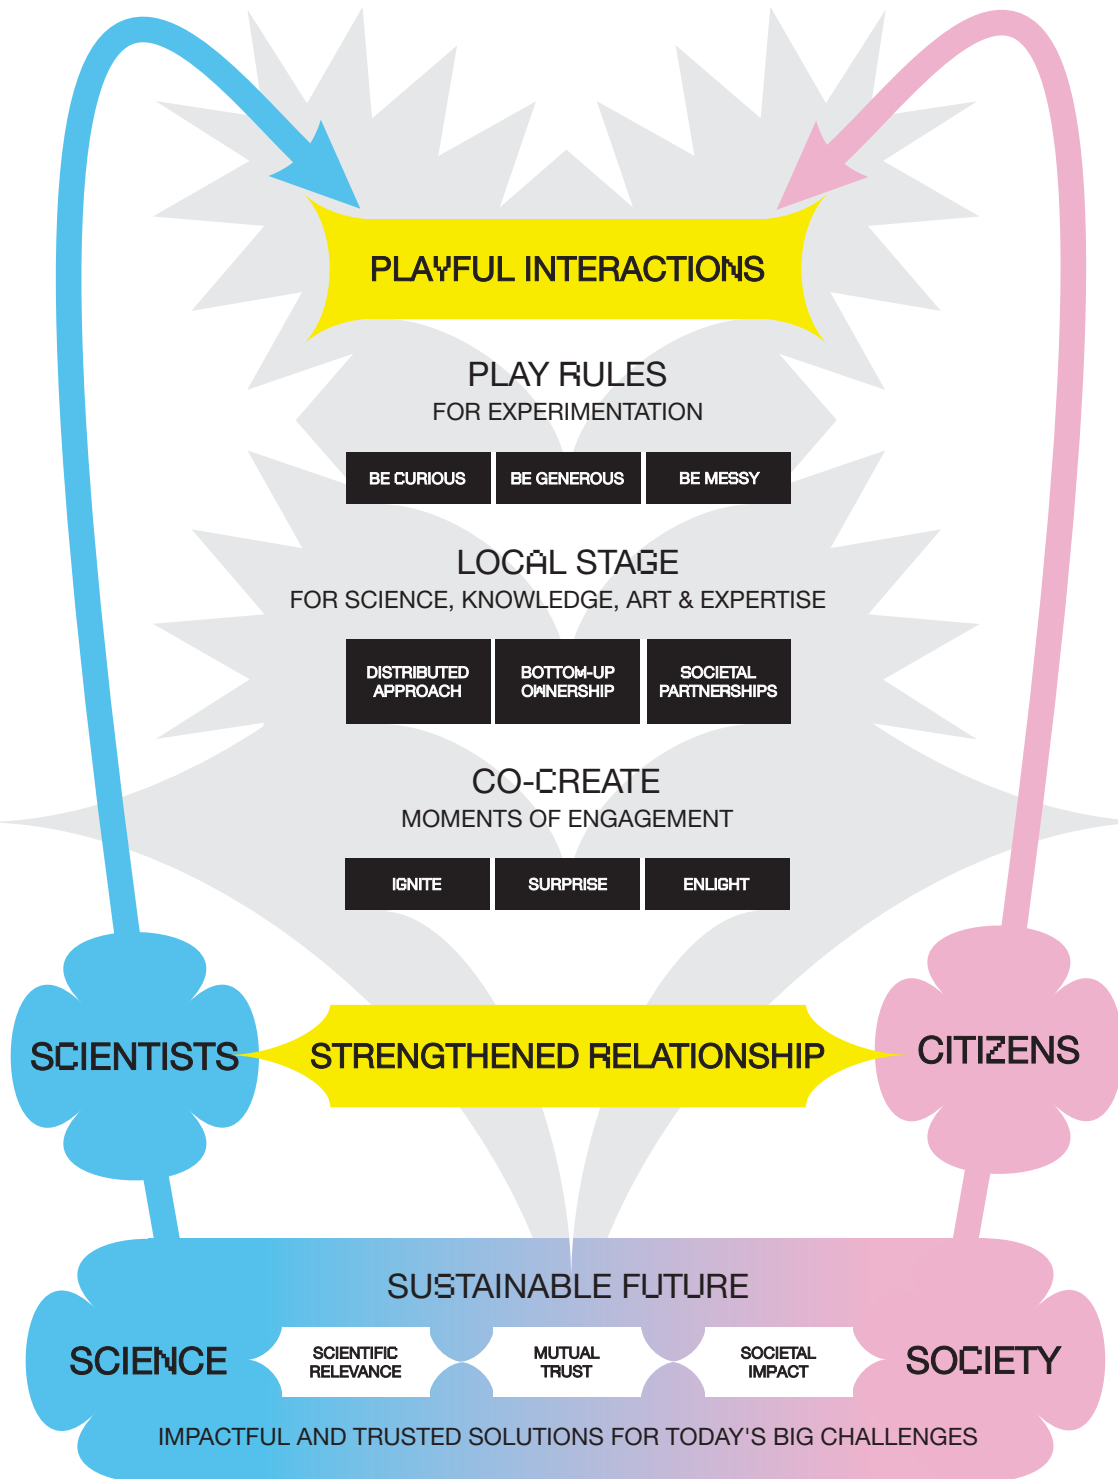 PLAYFUL INTERACTIONS
PLAY RULES
FOR EXPERIMENTATION
BE CURIOUS
BE GENEROUS
BE MESSY
LOCAL STAGE
FOR SCIENCE, KNOWLEDGE, ART & EXPERTISE
DISTRIBUTED
APPROACH
BOTTOM-UP
OWNERSHIP
SOCIETAL
PARTNERSHIPS
CO-CREATE
MOMENTS OF ENGAGEMENT
IGNITE
SURPRISE
ENLIGHT
SCIENTISTS
STRENGTHENED RELATIONSHIP
CITIZENS
SUSTAINABLE FUTURE
SCIENCE
SCIENTIFIC
RELEVANCE
MUTUAL
TRUST
SOCIETAL
IMPACT
SOCIETY
IMPACTFUL AND TRUSTED SOLUTIONS FOR TODAY'S BIG CHALLENGES